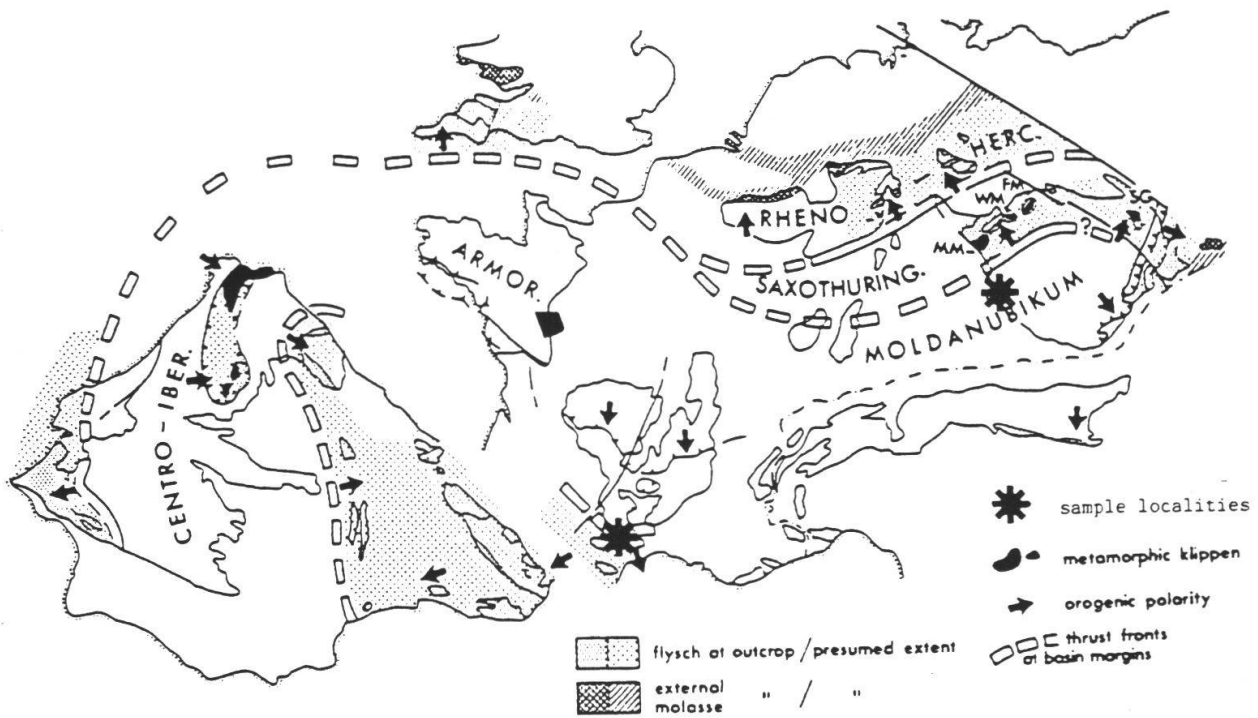 HERC.
FM
WM
SG
RHENO
?
MM
ARMOR.
SAXOTHURING.
MOLDANUBIKUM
CENTRO-IBER.
sample localities
metamorphic klippen
orogenic polarity
thrust fronts
at basin margins
flysch at outcrop / presumed extent
external " / "
molasse